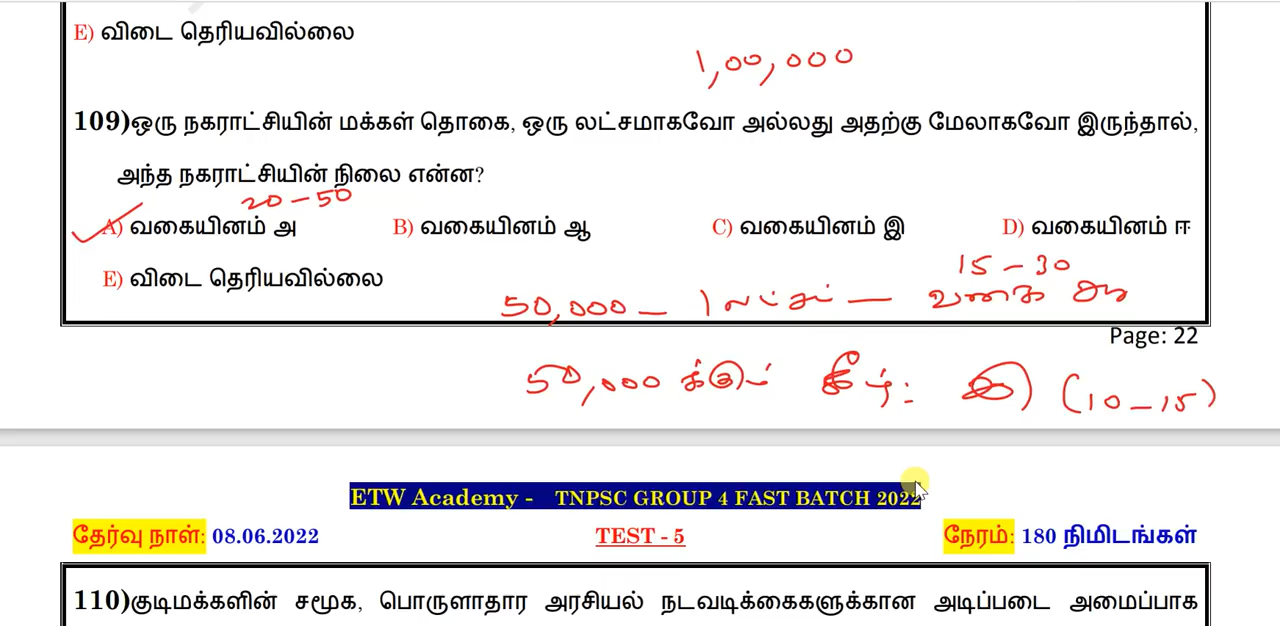 E) விடை தெரியவில்லை
1,00,000
109)ஒரு நகராட்சியின் மக்கள் தொகை, ஒரு லட்சமாகவோ அல்லது அதற்கு மேலாகவோ இருந்தால்,
அந்த நகராட்சியின் நிலை என்ன?
20 - 50
A) வகையினம் அ B) வகையினம் ஆ C) வகையினம் இ D) வகையினம் ஈ
15 - 30
E) விடை தெரியவில்லை
50,000 - 1 லட்சம் - வகை ஆ
Page: 22
50,000 க்கும் கீழ்: இ) (10 - 15)
ETW Academy - TNPSC GROUP 4 FAST BATCH 2022
தேர்வு நாள்: 08.06.2022 TEST - 5 நேரம்: 180 நிமிடங்கள்
110)குடிமக்களின் சமூக, பொருளாதார அரசியல் நடவடிக்கைகளுக்கான அடிப்படை அமைப்பாக